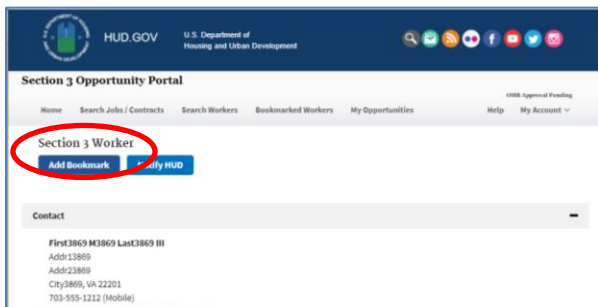 HUD.GOV
U.S. Department of
Housing and Urban Development
Section 3 Opportunity Portal
OMB Approval Pending
Home Search Jobs / Contracts Search Workers Bookmarked Workers My Opportunities Help My Account
Section 3 Worker
Add Bookmark Notify HUD
Contact
First3869 M3869 Last3869 III
Addr13869
Addr23869
City3869, VA 22201
703-555-1212 (Mobile)